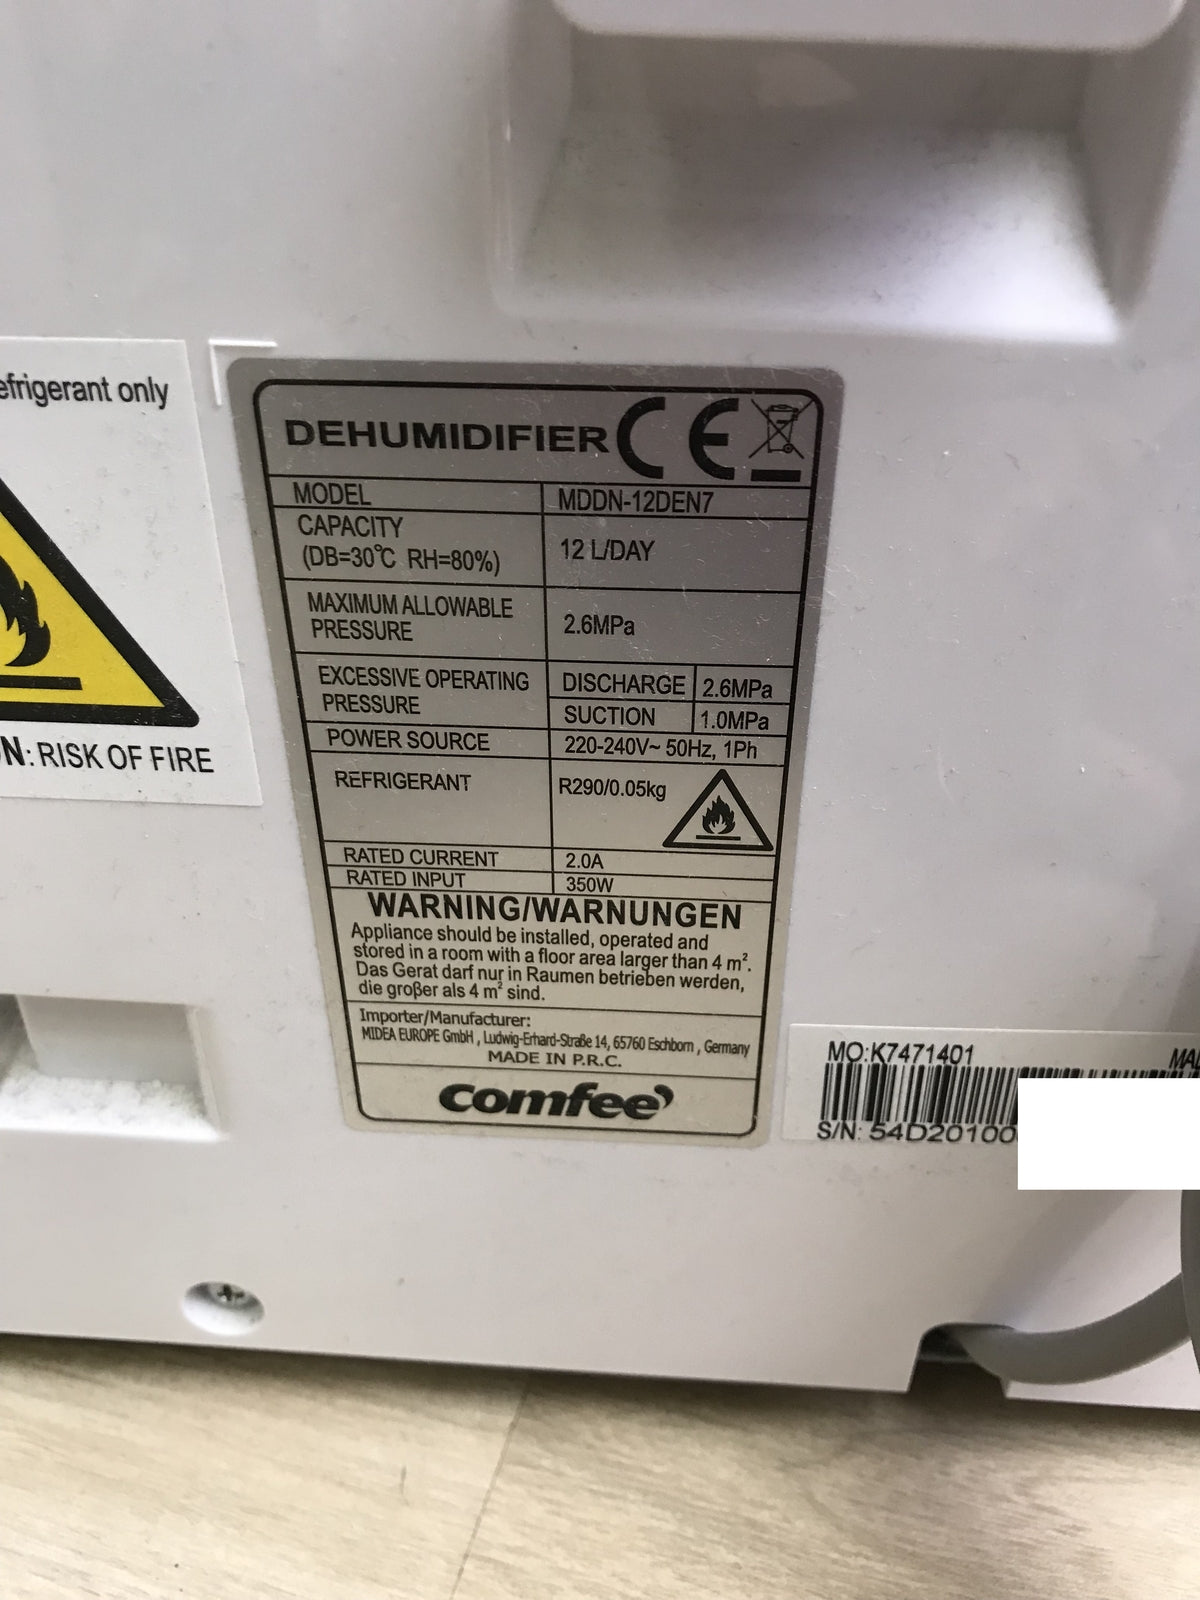 efrigerant only
N: RISK OF FIRE
DEHUMIDIFIER CE
MODEL MDDN-12DEN7
CAPACITY
(DB=30℃ RH=80%) 12 L/DAY
MAXIMUM ALLOWABLE
PRESSURE 2.6MPa
EXCESSIVE OPERATING
PRESSURE
DISCHARGE 2.6MPa
SUCTION 1.0MPa
POWER SOURCE 220-240V~ 50Hz, 1Ph
REFRIGERANT R290/0.05kg
RATED CURRENT 2.0A
RATED INPUT 350W
WARNING/WARNUNGEN
Appliance should be installed, operated and
stored in a room with a floor area larger than 4 m².
Das Gerat darf nur in Raumen betrieben werden,
die großer als 4 m² sind.
Importer/Manufacturer:
MIDEA EUROPE GmbH , Ludwig-Erhard-Straße 14, 65760 Eschborn , Germany
MADE IN P.R.C.
comfee'
MO:K7471401 MA
S/N: 54D20100